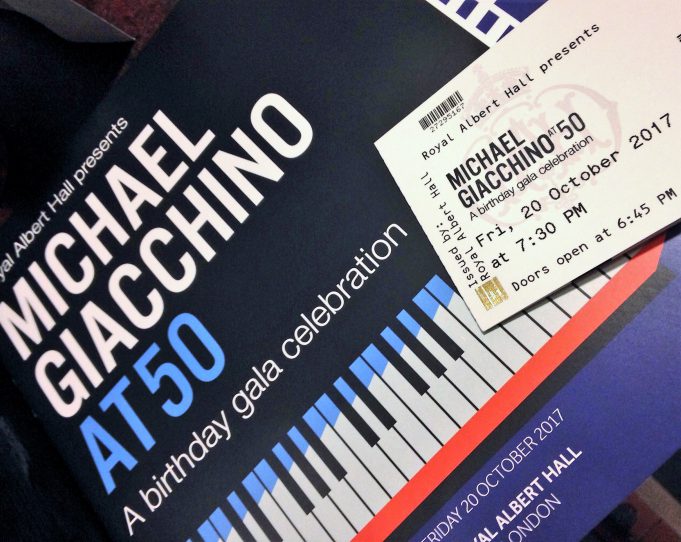 Royal Albert Hall presents
MICHAEL
GIACCHINO
AT 50
A birthday gala celebration
FRIDAY 20 OCTOBER 2017
ROYAL ALBERT HALL
LONDON
27295167
Issued by:
Royal Albert Hall
Royal Albert Hall presents
MICHAEL
GIACCHINO AT 50
A birthday gala celebration
Fri, 20 October 2017
at 7:30 PM
Doors open at 6:45 PM